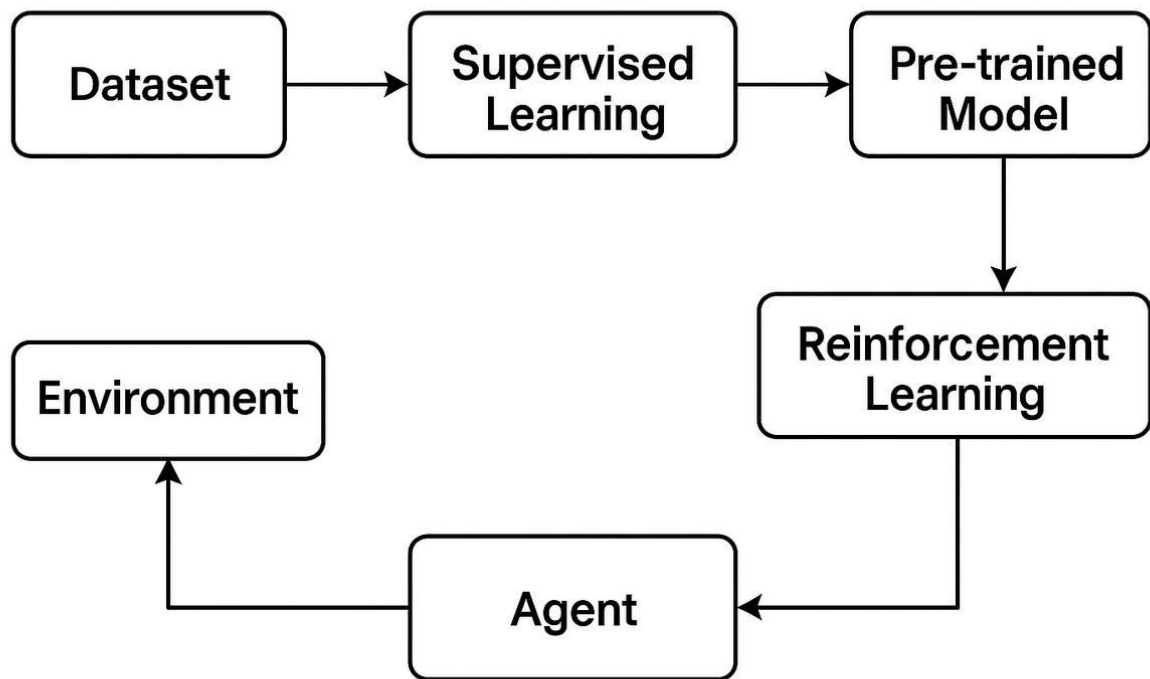 Dataset
Supervised
Learning
Pre-trained
Model
Reinforcement
Learning
Environment
Agent